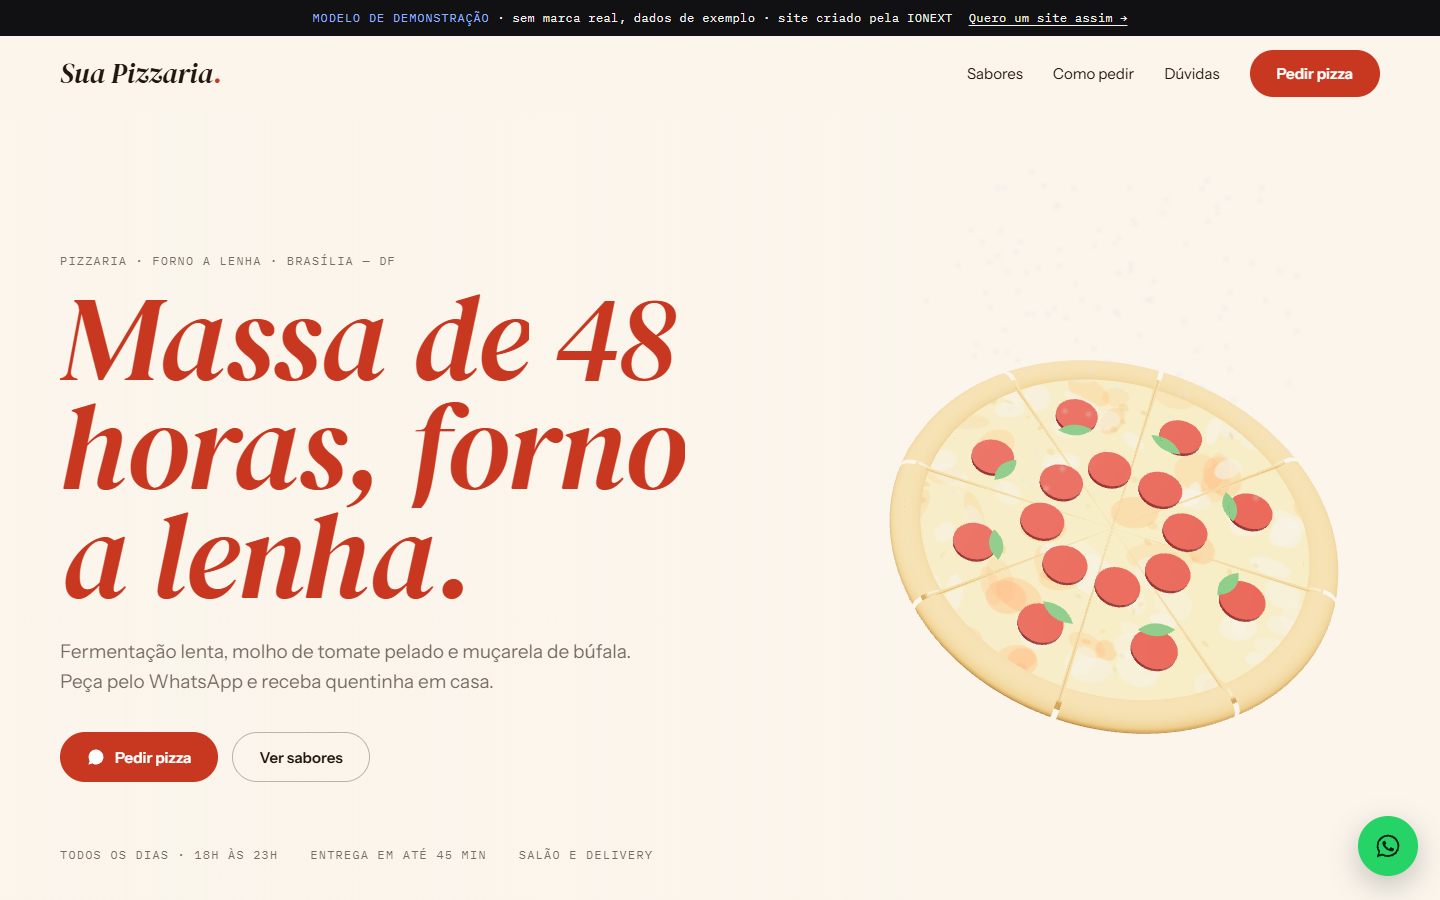 MODELO DE DEMONSTRAÇÃO · sem marca real, dados de exemplo · site criado pela IONEXT Quero um site assim →
Sua Pizzaria.
Sabores Como pedir Dúvidas Pedir pizza
PIZZARIA · FORNO A LENHA · BRASÍLIA — DF
Massa de 48
horas, forno
a lenha.
Fermentação lenta, molho de tomate pelado e muçarela de búfala.
Peça pelo WhatsApp e receba quentinha em casa.
Pedir pizza Ver sabores
TODOS OS DIAS · 18H ÀS 23H ENTREGA EM ATÉ 45 MIN SALÃO E DELIVERY